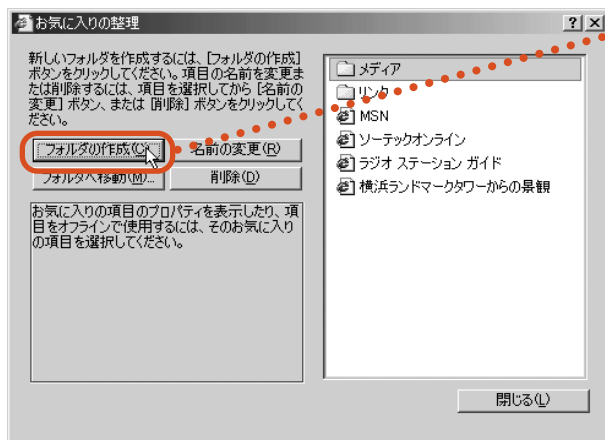 お気に入りの整理
新しいフォルダを作成するには、[フォルダの作成]
ボタンをクリックしてください。項目の名前を変更ま
たは削除するには、項目を選択してから [名前の
変更] ボタン、または [削除] ボタンをクリックしてく
ださい。
フォルダの作成(C) 名前の変更(R)
フォルダへ移動(M)... 削除(D)
お気に入りの項目のプロパティを表示したり、項
目をオフラインで使用するには、そのお気に入り
の項目を選択してください。
メディア
リンク
MSN
ソーテックオンライン
ラジオ ステーション ガイド
横浜ランドマークタワーからの景観
閉じる(L)